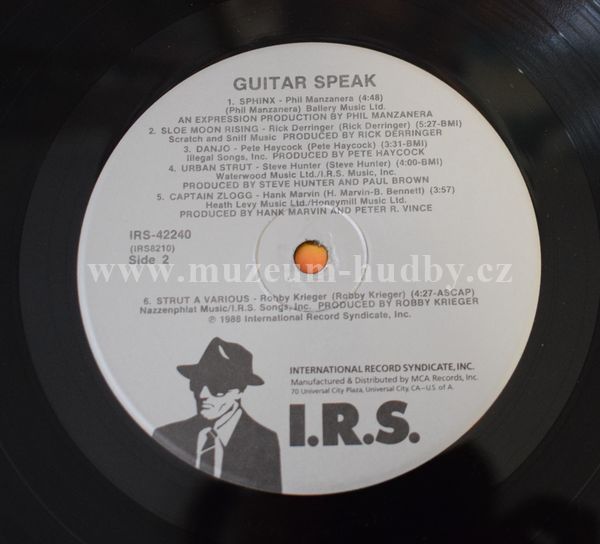 GUITAR SPEAK
1. SPHINX - Phil Manzanera (4:48)
(Phil Manzanera) Ballery Music Ltd.
AN EXPRESSION PRODUCTION BY PHIL MANZANERA
2. SLOE MOON RISING - Rick Derringer (Rick Derringer) (5:27-BMI)
Scratch and Sniff Music PRODUCED BY RICK DERRINGER
3. DANJO - Pete Haycock (Pete Haycock) (3:31-BMI)
Illegal Songs, Inc. PRODUCED BY PETE HAYCOCK
4. URBAN STRUT - Steve Hunter (Steve Hunter) (4:00-BMI)
Waterwood Music Ltd./I.R.S. Music, Inc.
PRODUCED BY STEVE HUNTER AND PAUL BROWN
5. CAPTAIN ZLOGG - Hank Marvin (H. Marvin-B. Bennett) (3:57)
Heath Levy Music Ltd./Honeymill Music Ltd.
PRODUCED BY HANK MARVIN AND PETER R. VINCE
IRS-42240
(IRS8210)
Side 2
www.muzeum-hudby.cz
6. STRUT A VARIOUS - Robby Krieger (Robby Krieger) (4:27-ASCAP)
Nazzenphlat Music/I.R.S. Songs, Inc. PRODUCED BY ROBBY KRIEGER
℗ 1988 International Record Syndicate, Inc.
INTERNATIONAL RECORD SYNDICATE, INC.
Manufactured & Distributed by MCA Records, Inc.
70 Universal City Plaza, Universal City, CA-U.S. of A.
I.R.S.